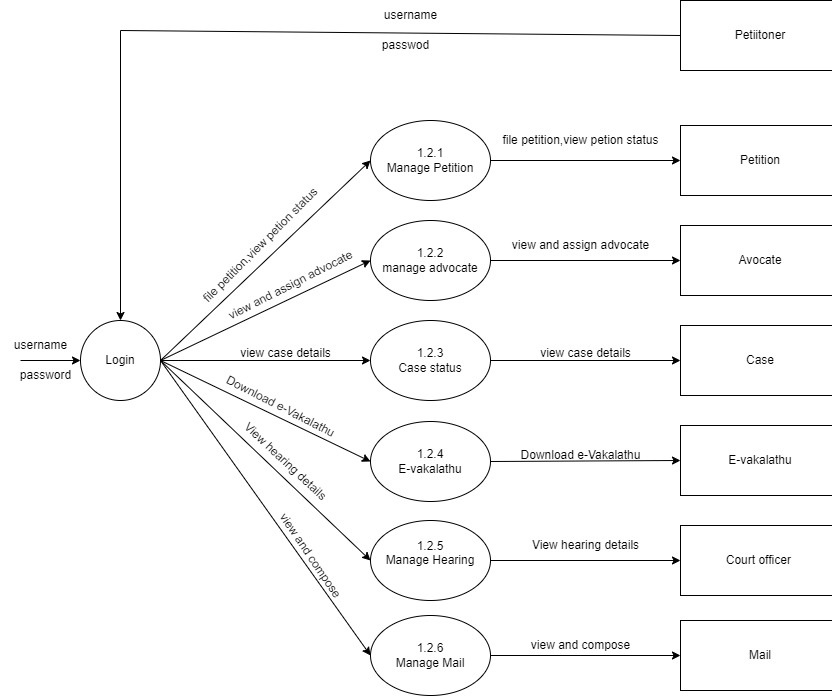 username
passwod
Petiitoner
1.2.1
Manage Petition
file petition,view petion status
Petition
file petition,view petion status
1.2.2
manage advocate
view and assign advocate
Avocate
view and assign advocate
username
password
Login
view case details
1.2.3
Case status
view case details
Case
Download e-Vakalathu
1.2.4
E-vakalathu
Download e-Vakalathu
E-vakalathu
View hearing details
1.2.5
Manage Hearing
View hearing details
Court officer
view and compose
1.2.6
Manage Mail
view and compose
Mail